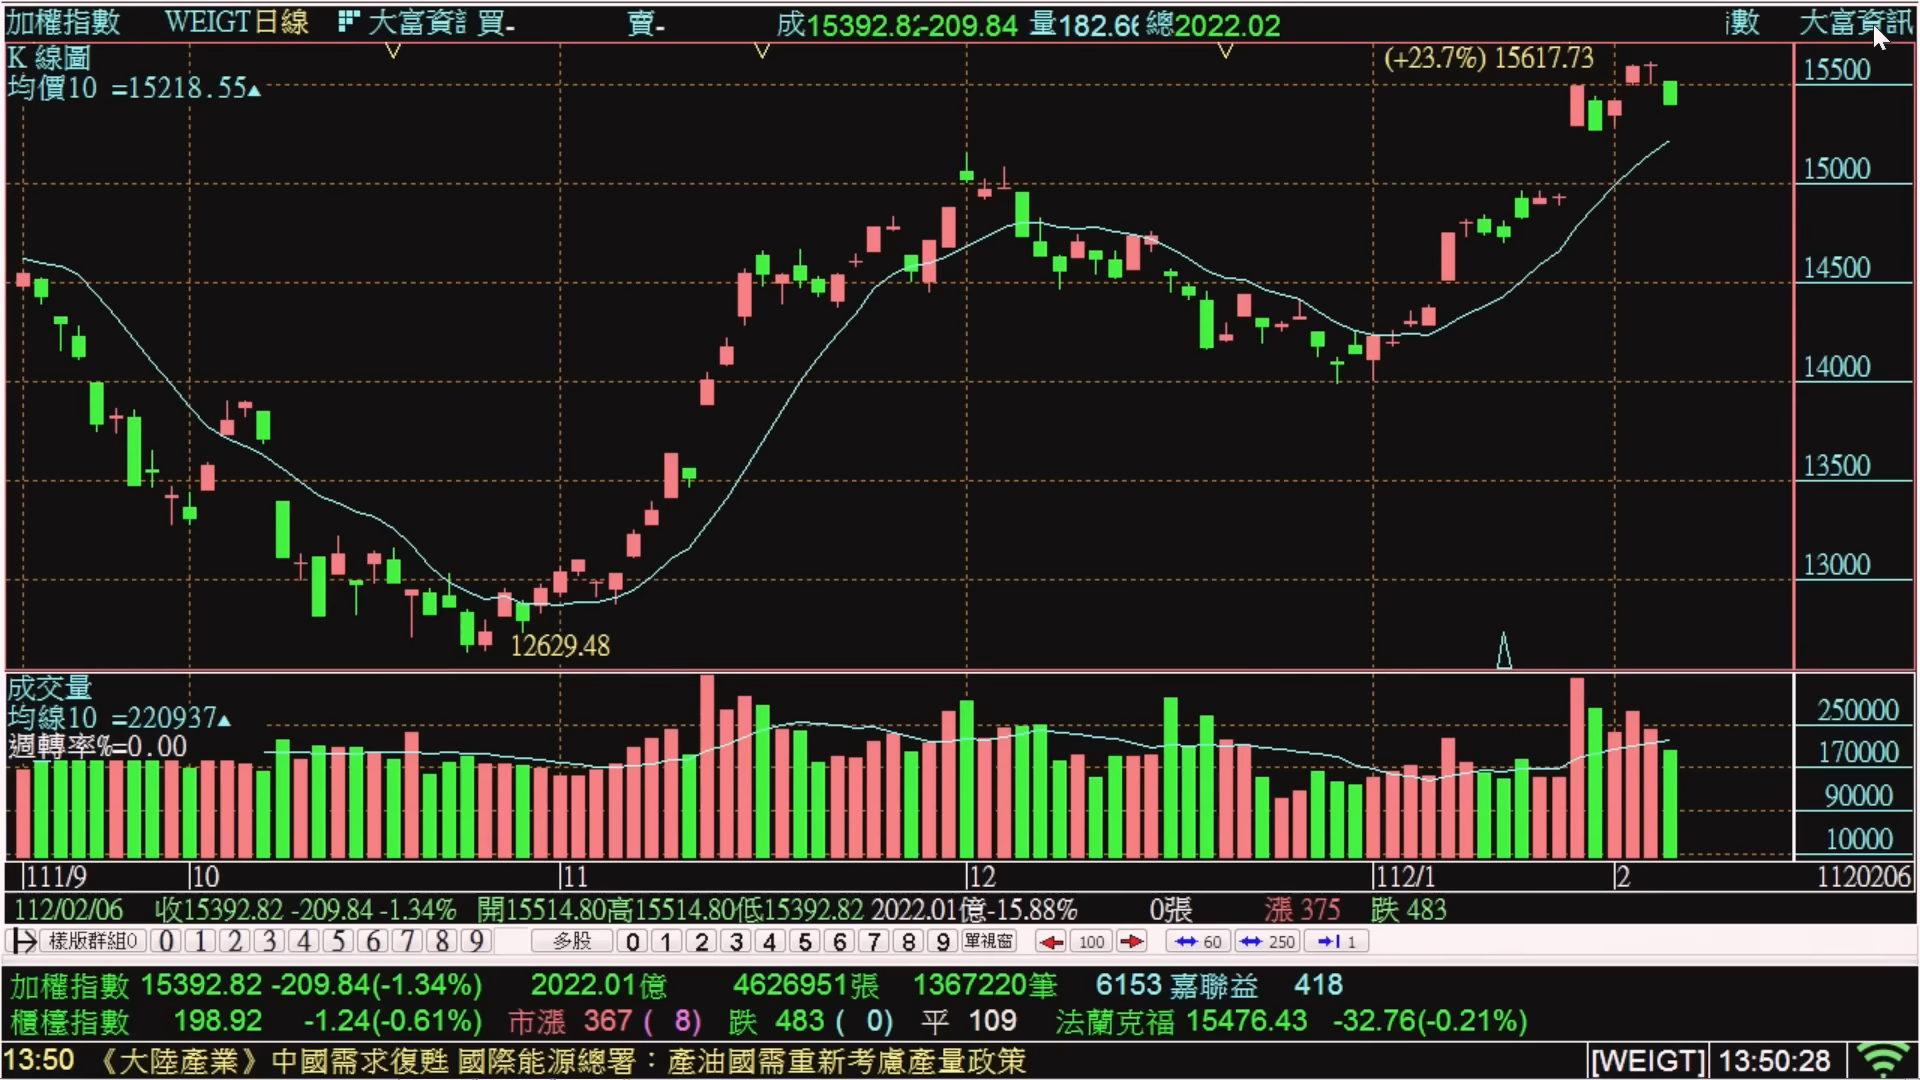 加權指數 WEIGT日線 大富資訊 買- 賣- 成15392.82-209.84 量182.66 總2022.02 數 大富資訊
K 線圖 (+23.7%) 15617.73
均價10 =15218.55▲
15500
15000
14500
14000
13500
13000
12629.48
成交量
均線10 =220937▲
週轉率%=0.00
250000
170000
90000
10000
111/9 10 11 12 112/1 2 1120206
112/02/06 收15392.82 -209.84 -1.34% 開15514.80高15514.80低15392.82 2022.01億-15.88% 0張 漲 375 跌 483
樣版群組0 0 1 2 3 4 5 6 7 8 9 多股 0 1 2 3 4 5 6 7 8 9 單視窗 100 60 250 1
加權指數 15392.82 -209.84(-1.34%) 2022.01億 4626951張 1367220筆 6153 嘉聯益 418
櫃檯指數 198.92 -1.24(-0.61%) 市漲 367 ( 8) 跌 483 ( 0) 平 109 法蘭克福 15476.43 -32.76(-0.21%)
13:50 《大陸產業》中國需求復甦 國際能源總署：產油國需重新考慮產量政策 [WEIGT] 13:50:28